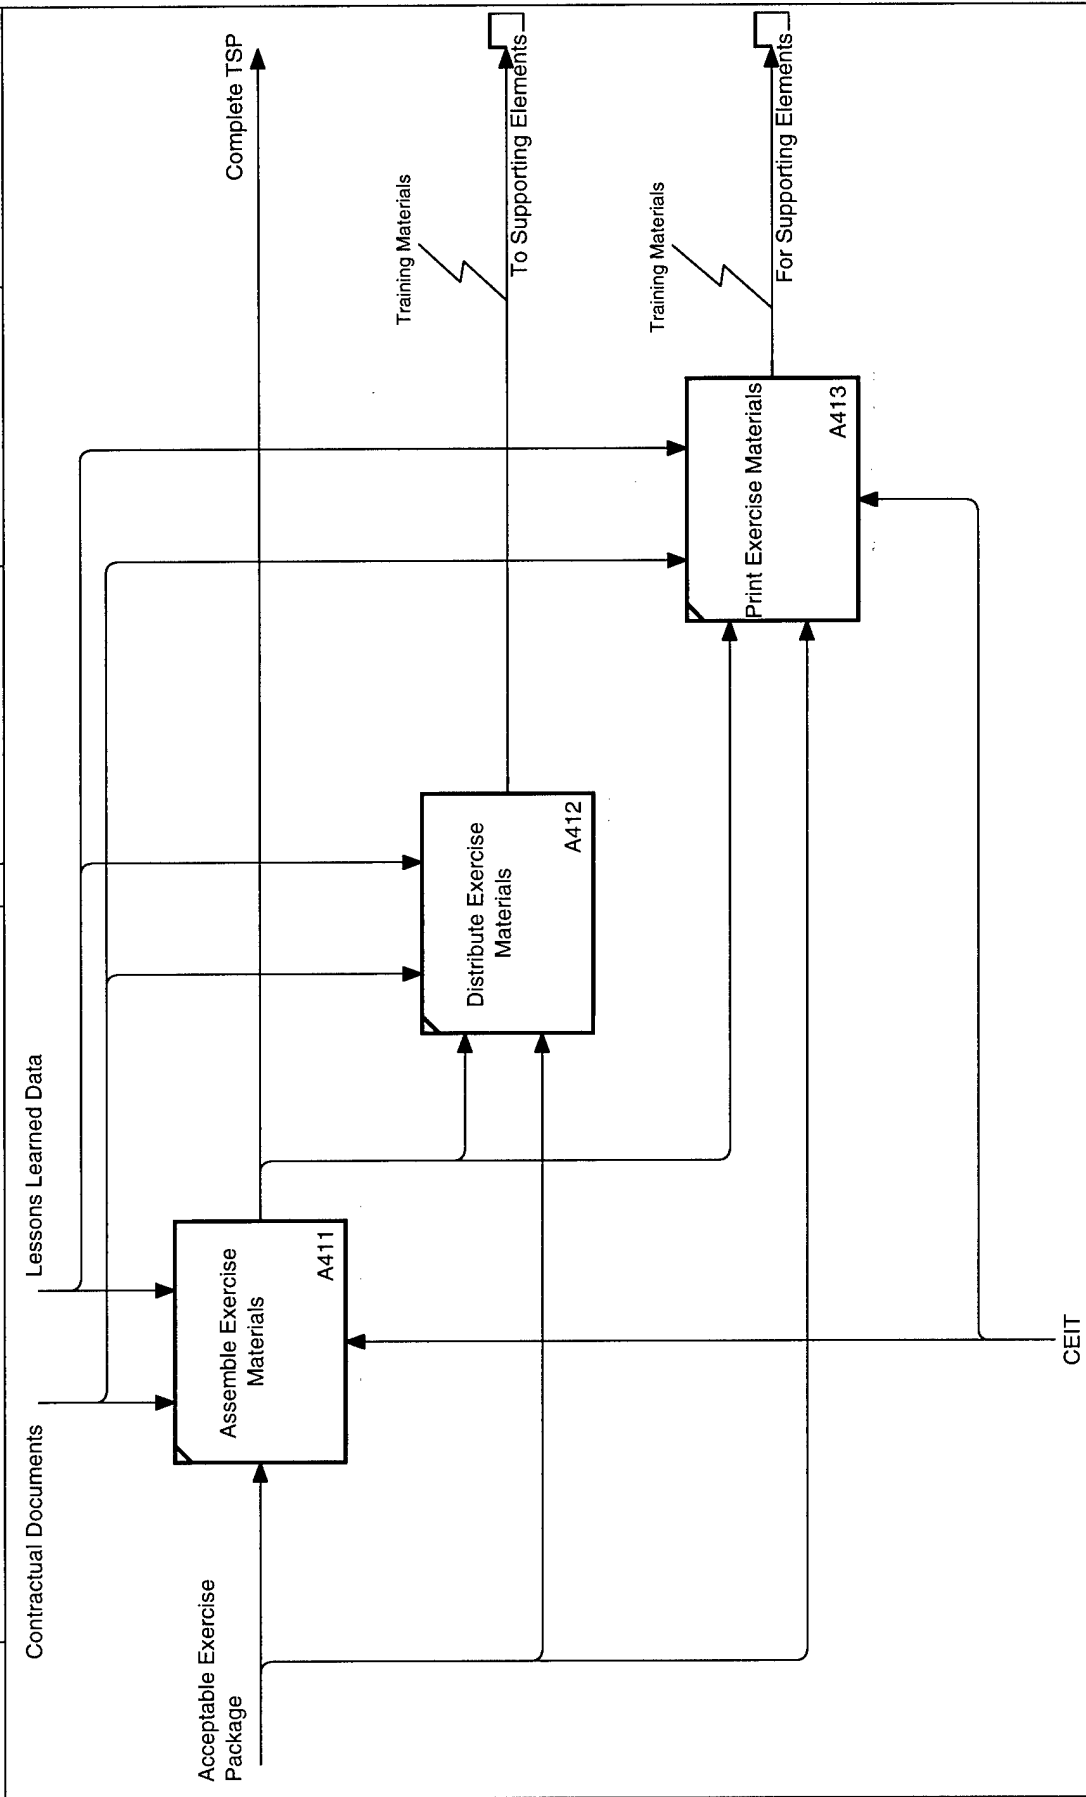 Contractual Documents
Lessons Learned Data
Acceptable Exercise
Package
Assemble Exercise
Materials
A411
Complete TSP
Distribute Exercise
Materials
A412
Training Materials
To Supporting Elements
Print Exercise Materials
A413
Training Materials
For Supporting Elements
CEIT